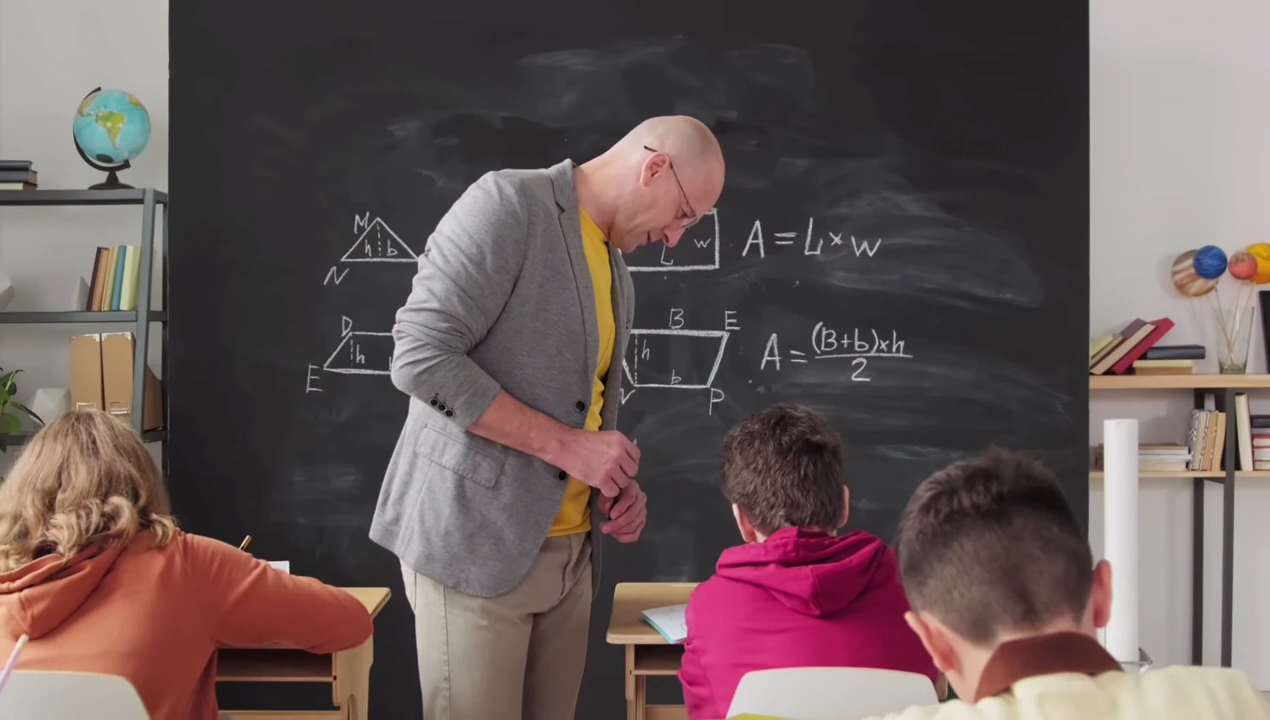 M
h b
N
L w
A = L × w
D
h
E
B E
h
b
P
A = (B+b)×h / 2